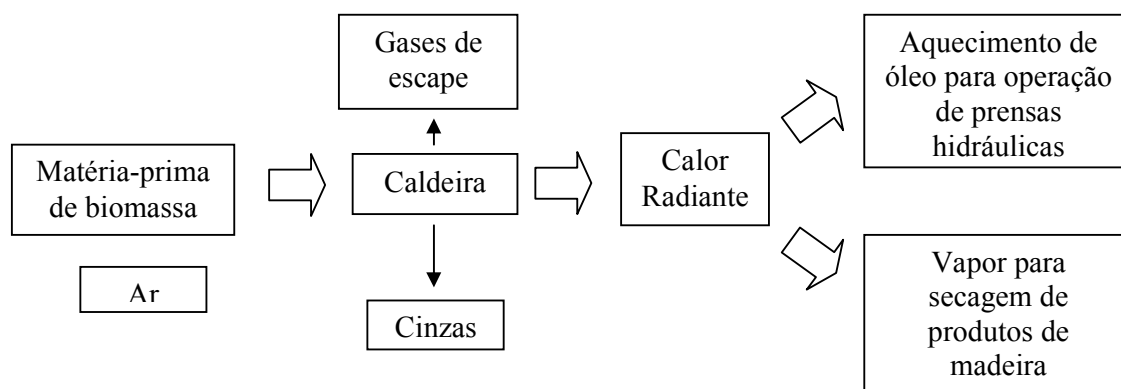 Gases de
escape
Aquecimento de
óleo para operação
de prensas
hidráulicas
Matéria-prima
de biomassa
Caldeira
Calor
Radiante
Ar
Cinzas
Vapor para
secagem de
produtos de
madeira